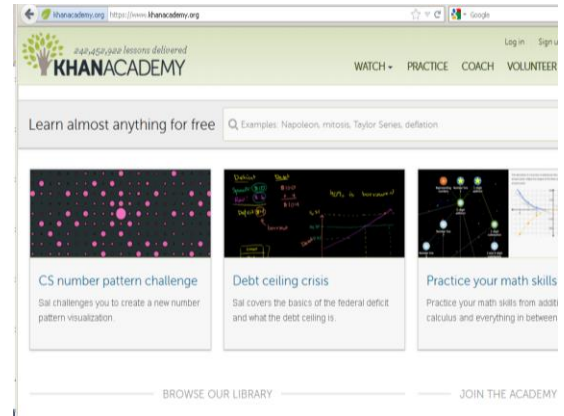 khanacademy.org https://www.khanacademy.org
Google
242,452,922 lessons delivered
KHANACADEMY
Log in Sign u
WATCH PRACTICE COACH VOLUNTEER
Learn almost anything for free
Examples: Napoleon, mitosis, Taylor Series, deflation
Deficit Debt
CS number pattern challenge
Sal challenges you to create a new number
pattern visualization.
Debt ceiling crisis
Sal covers the basics of the federal deficit
and what the debt ceiling is.
Practice your math skills
Practice your math skills from additi
calculus and everything in between
BROWSE OUR LIBRARY
JOIN THE ACADEMY